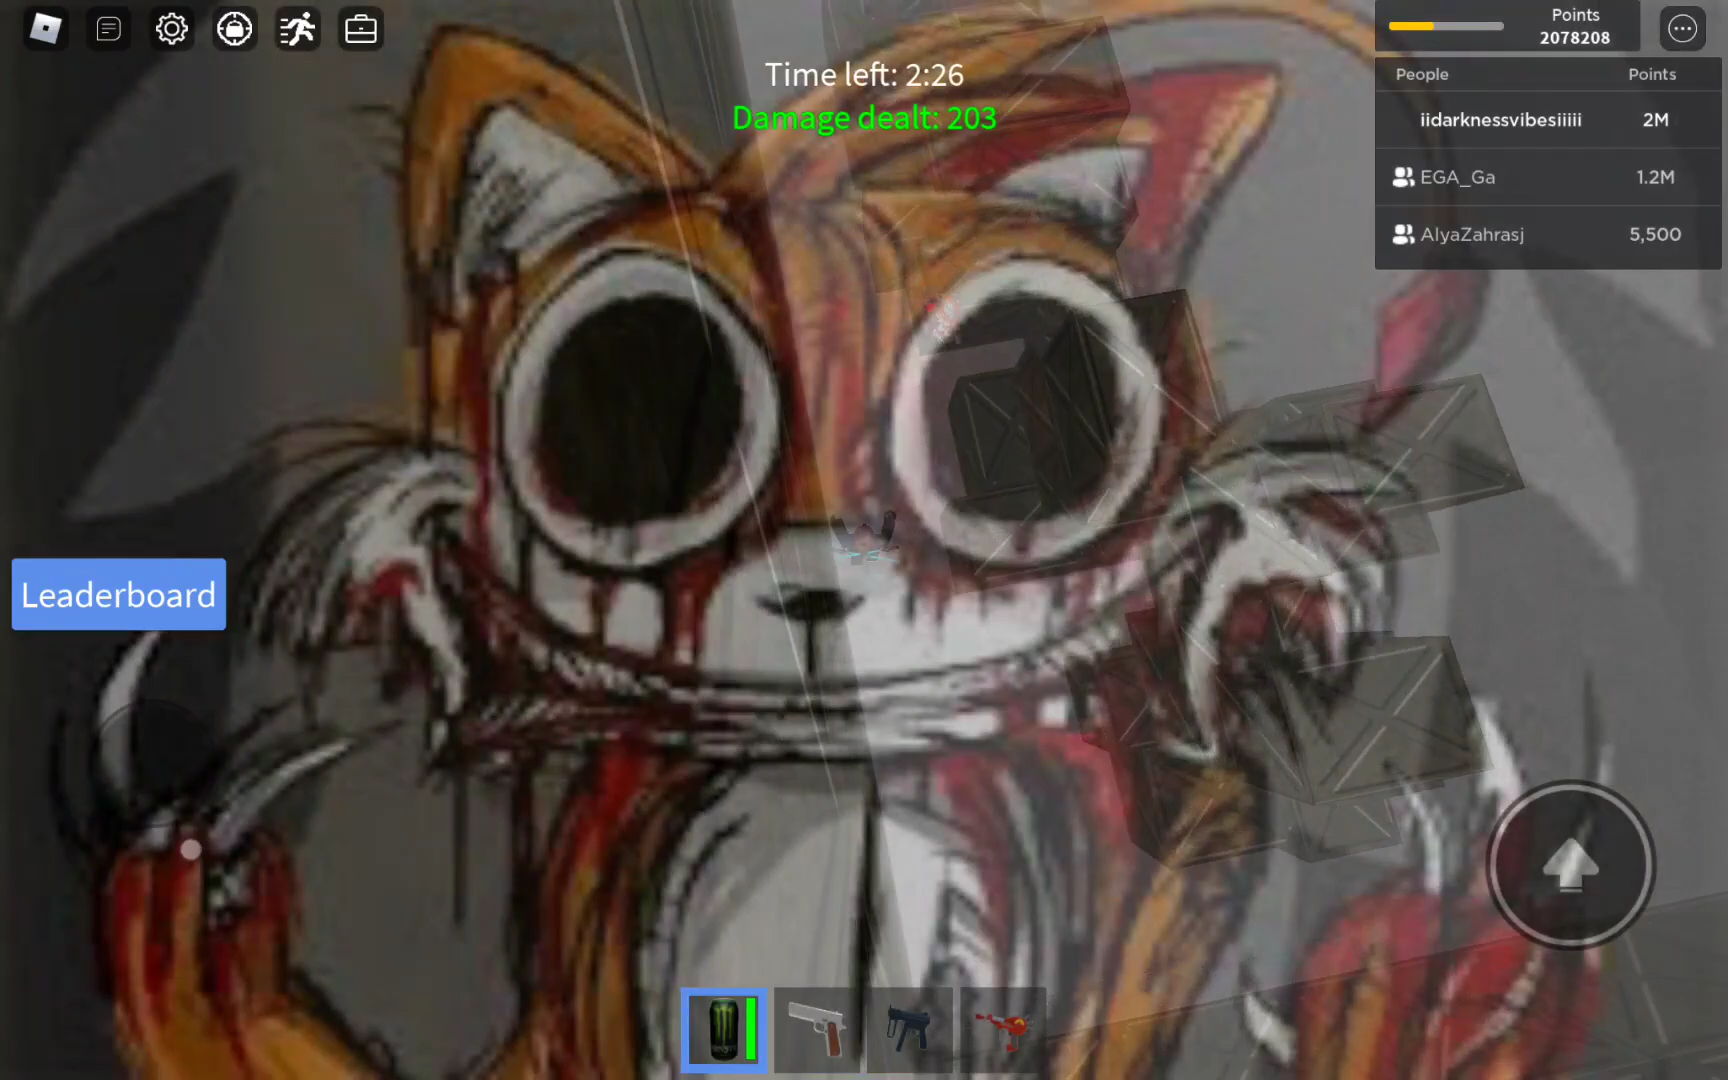 Points
2078208
Time left: 2:26
Damage dealt: 203
People Points
iidarknessvibesiiiii 2M
EGA_Ga 1.2M
AlyaZahrasj 5,500
Leaderboard